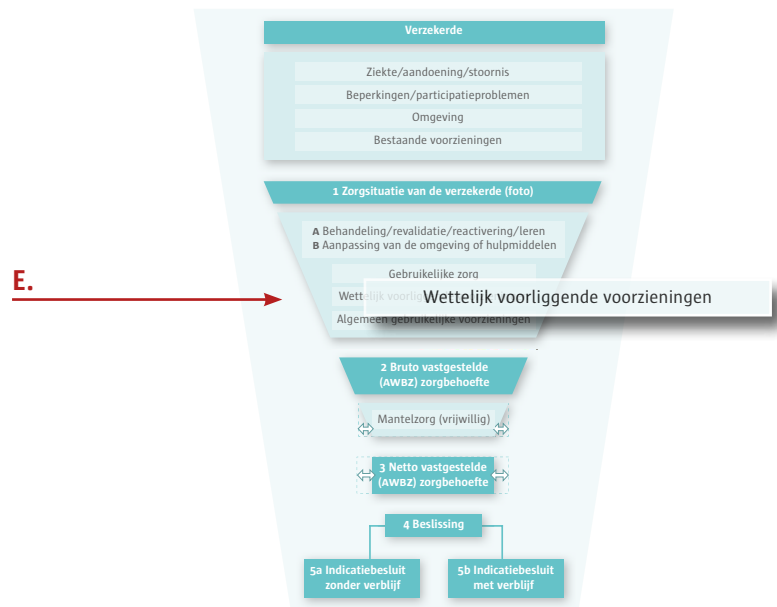 Verzekerde
Ziekte/aandoening/stoornis
Beperkingen/participatieproblemen
Omgeving
Bestaande voorzieningen
1 Zorgsituatie van de verzekerde (foto)
A Behandeling/revalidatie/reactivering/leren
B Aanpassing van de omgeving of hulpmiddelen
Gebruikelijke zorg
E.
Wettelijk
Wettelijk voorliggende voorzieningen
Algemeen gebruikelijke voorzieningen
2 Bruto vastgestelde
(AWBZ) zorgbehoefte
Mantelzorg (vrijwillig)
3 Netto vastgestelde
(AWBZ) zorgbehoefte
4 Beslissing
5a Indicatiebesluit
zonder verblijf
5b Indicatiebesluit
met verblijf